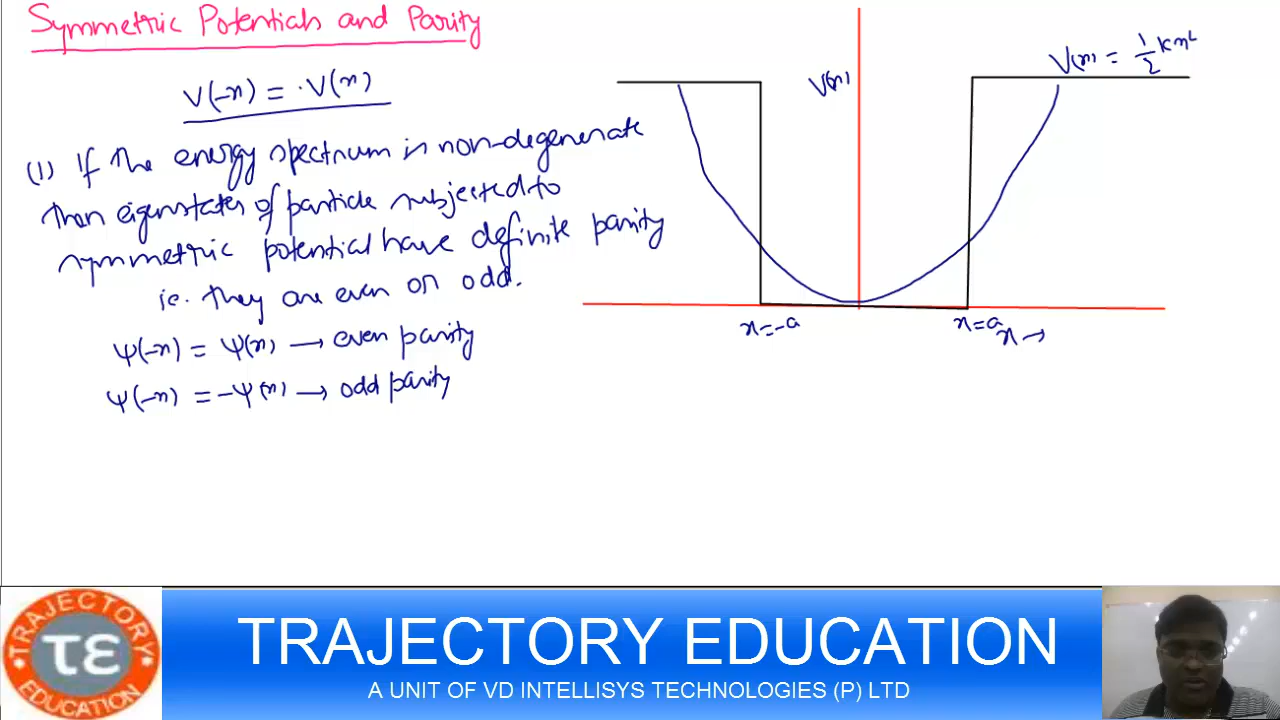 Symmetric Potentials and Parity
V(-x) = V(x)
(1) If the energy spectrum is non-degenerate
then eigenstates of particle subjected to
symmetric potential have definite parity
i.e. they are even or odd.
ψ(-x) = ψ(x) → even parity
ψ(-x) = -ψ(x) → odd parity
V(x)
V(x) = 1/2 kx²
x=-a
x=a
x →
TRAJECTORY
TE
EDUCATION
TRAJECTORY EDUCATION
A UNIT OF VD INTELLISYS TECHNOLOGIES (P) LTD